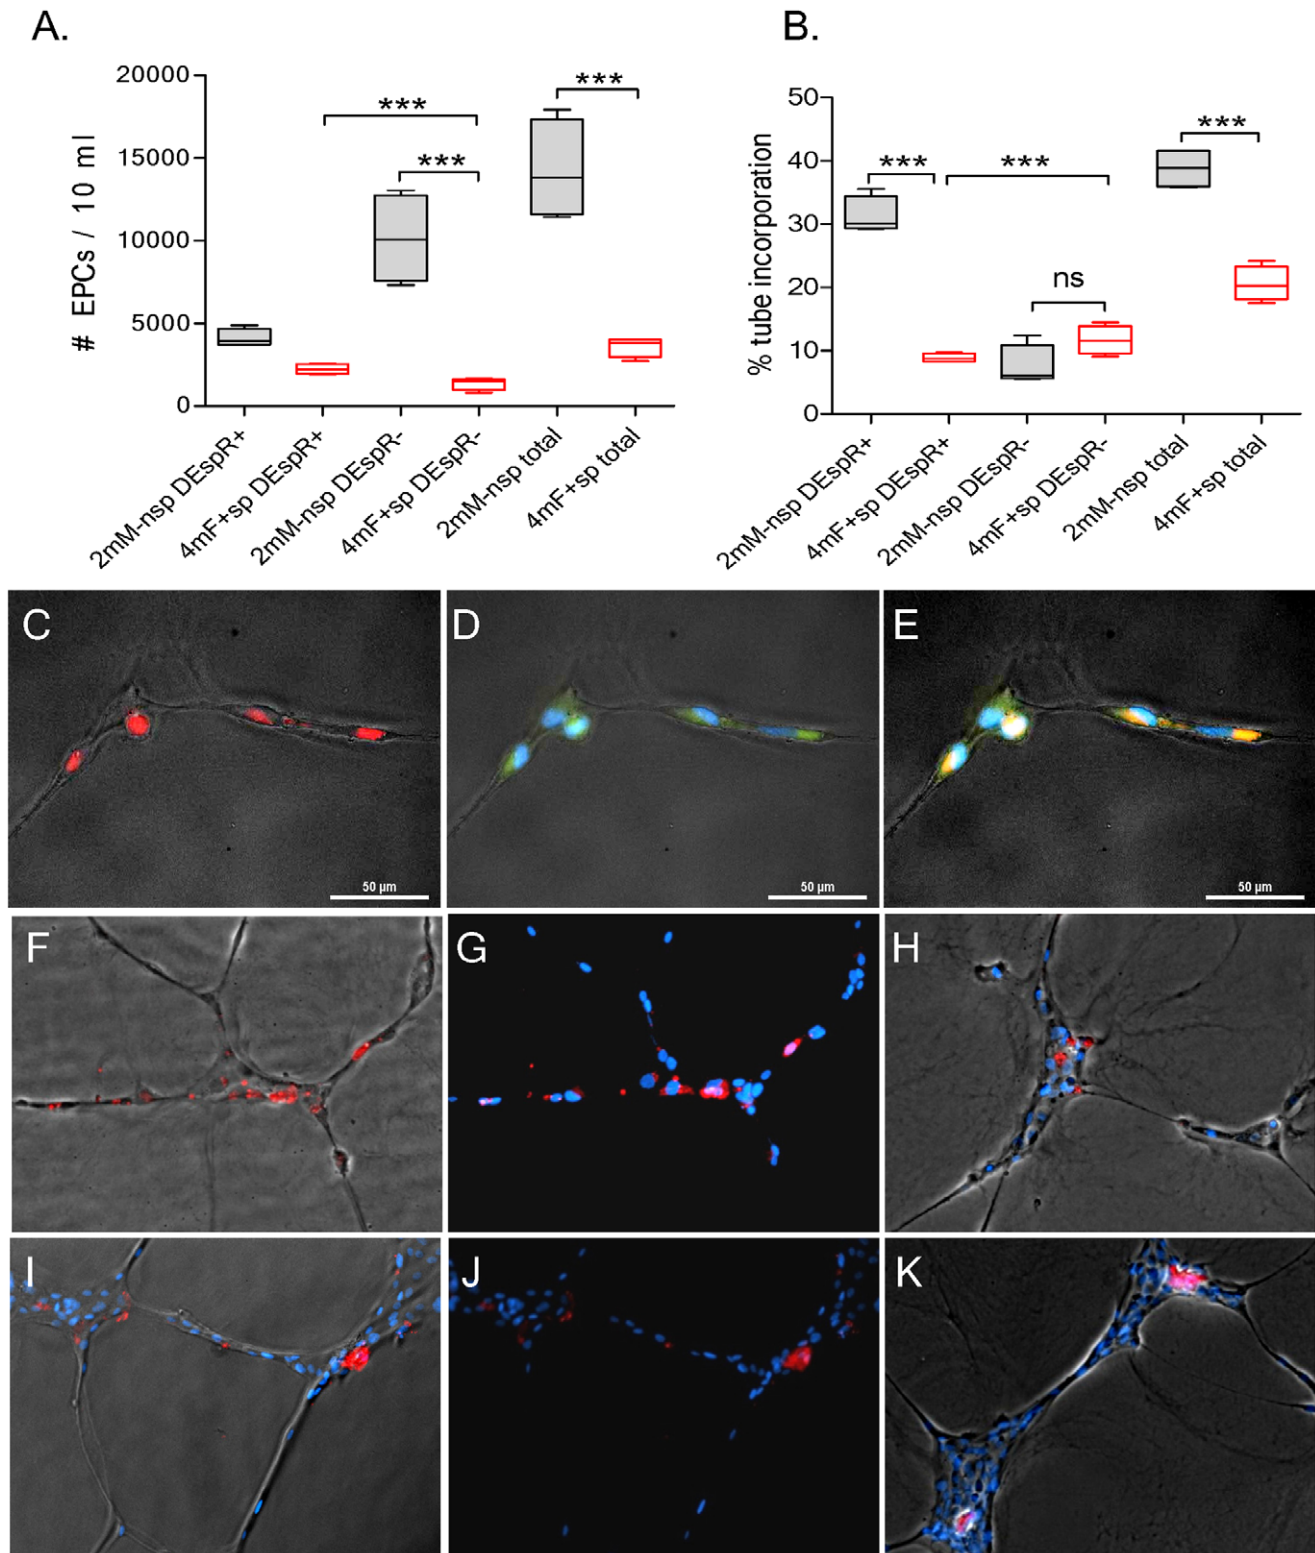 A.
# EPCs / 10 ml
20000
15000
10000
5000
0
***
***
***
2mM-nsp DEspR+
4mF+sp DEspR+
2mM-nsp DEspR-
4mF+sp DEspR-
2mM-nsp total
4mF+sp total
B.
% tube incorporation
50
40
30
20
10
0
***
***
ns
***
2mM-nsp DEspR+
4mF+sp DEspR+
2mM-nsp DEspR-
4mF+sp DEspR-
2mM-nsp total
4mF+sp total
C
50 µm
D
50 µm
E
50 µm
F
G
H
I
J
K